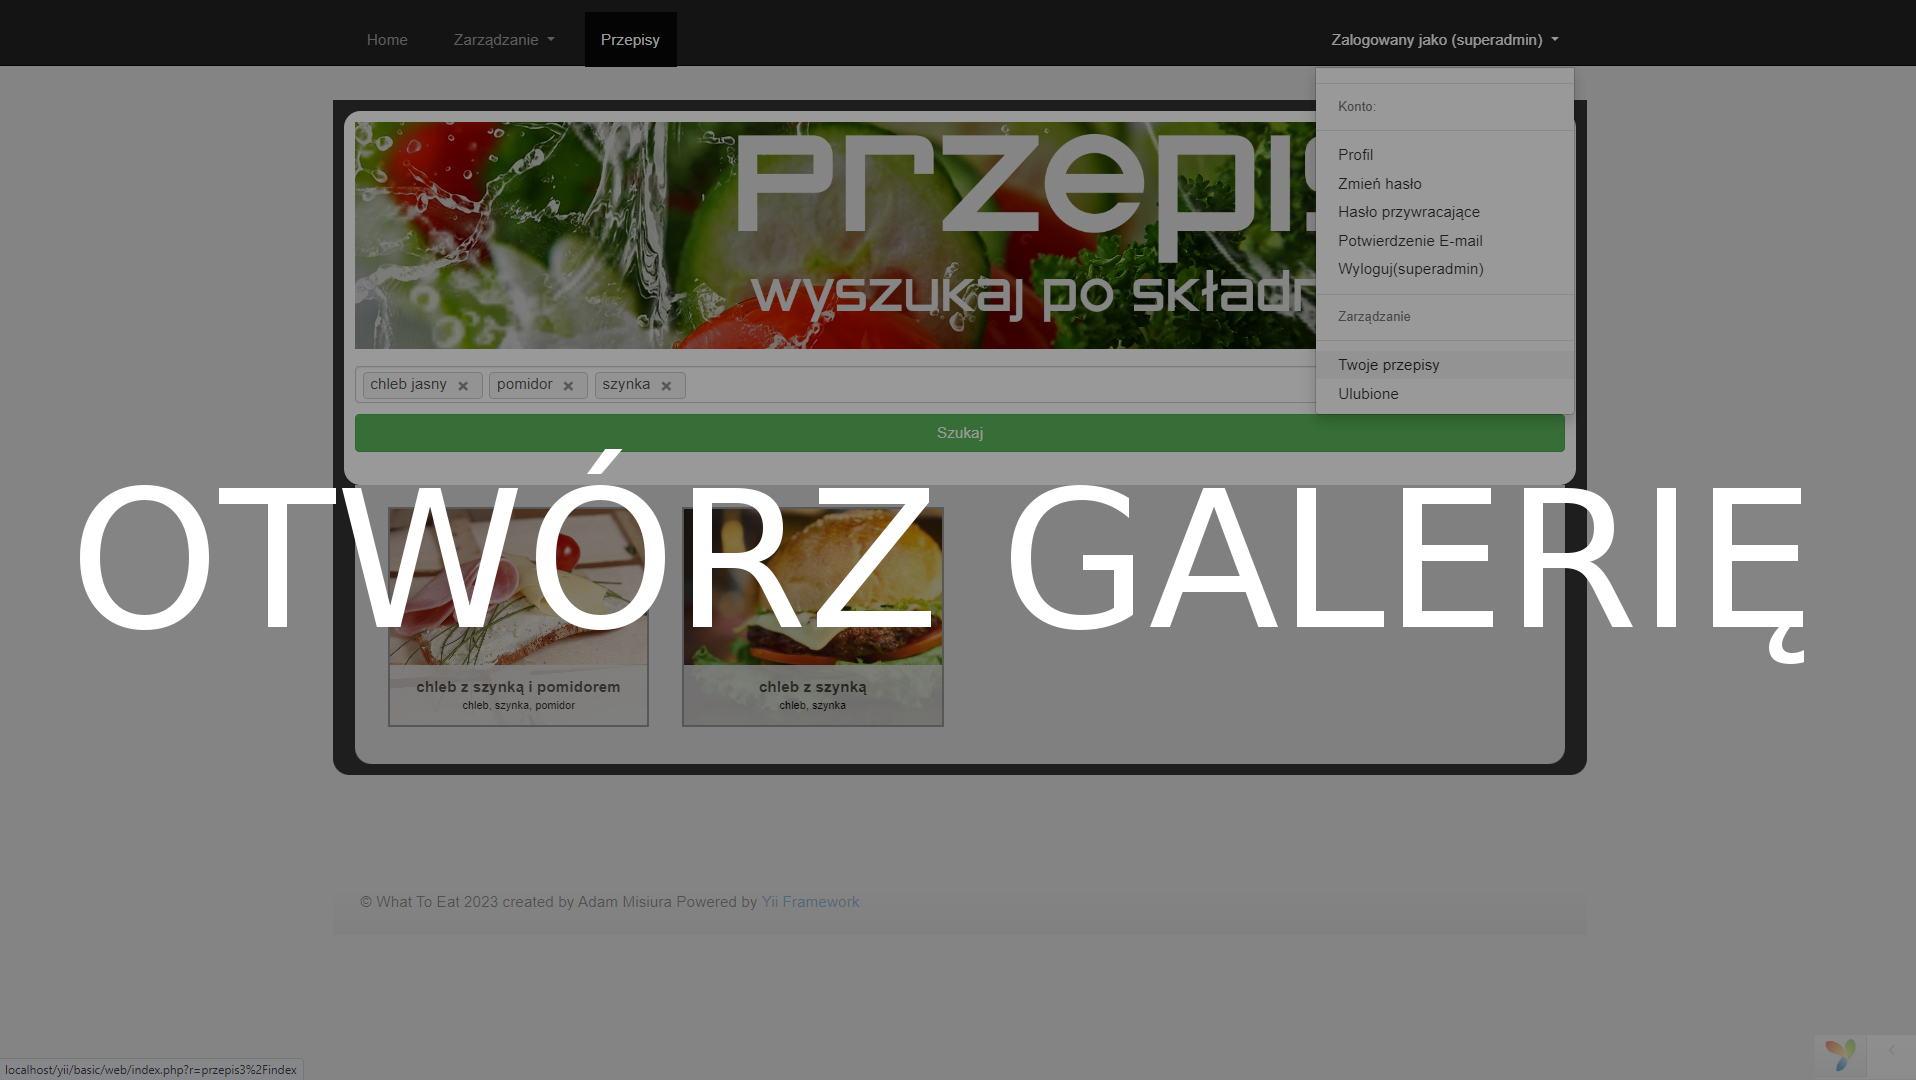 Home
Zarządzanie
Przepisy
Zalogowany jako (superadmin)
Konto:
Profil
Zmień hasło
Hasło przywracające
Potwierdzenie E-mail
Wyloguj(superadmin)
Zarządzanie
Twoje przepisy
Ulubione
przepis
wyszukaj po składn
chleb jasny ×
pomidor ×
szynka ×
Szukaj
OTWÓRZ GALERIĘ
chleb z szynką i pomidorem
chleb, szynka, pomidor
chleb z szynką
chleb, szynka
© What To Eat 2023 created by Adam Misiura Powered by Yii Framework
localhost/yii/basic/web/index.php?r=przepis3%2Findex